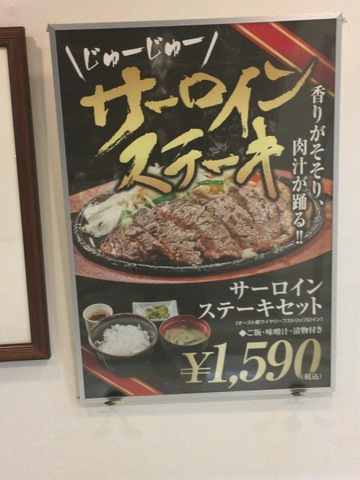 じゅーじゅー
サーロイン
ステーキ
香りがそそり、
肉汁が踊る!!
サーロイン
ステーキセット
◆ご飯・味噌汁・漬物付き
¥1,590
(税込)